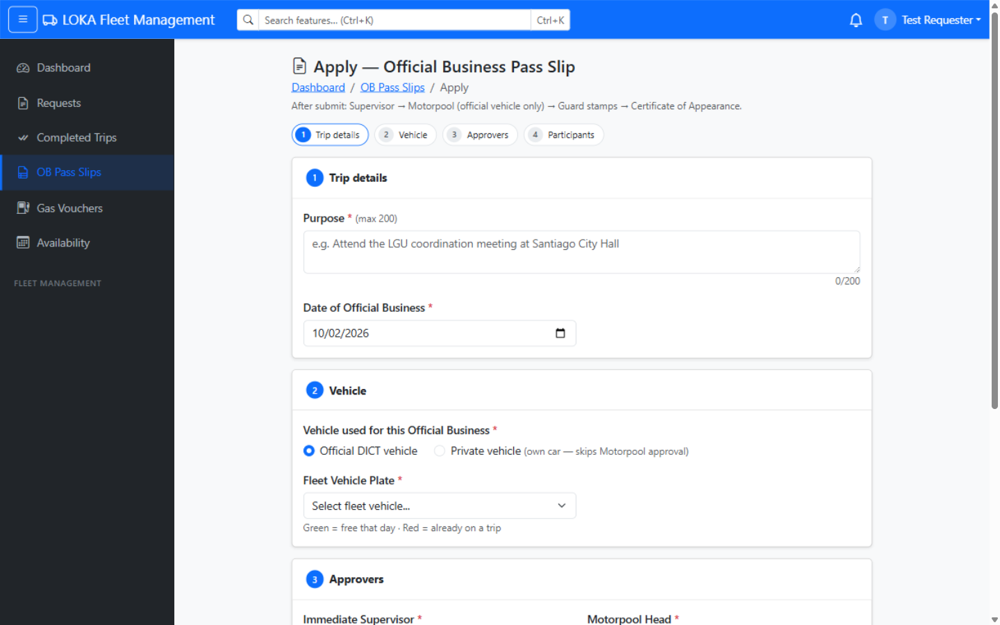 LOKA Fleet Management
Search features... (Ctrl+K)
Ctrl+K
T
Test Requester
Dashboard
Requests
Completed Trips
OB Pass Slips
Gas Vouchers
Availability
FLEET MANAGEMENT
Apply — Official Business Pass Slip
Dashboard / OB Pass Slips / Apply
After submit: Supervisor → Motorpool (official vehicle only) → Guard stamps → Certificate of Appearance.
1 Trip details
2 Vehicle
3 Approvers
4 Participants
1 Trip details
Purpose * (max 200)
e.g. Attend the LGU coordination meeting at Santiago City Hall
0/200
Date of Official Business *
10/02/2026
2 Vehicle
Vehicle used for this Official Business *
Official DICT vehicle
Private vehicle (own car — skips Motorpool approval)
Fleet Vehicle Plate *
Select fleet vehicle...
Green = free that day · Red = already on a trip
3 Approvers
Immediate Supervisor *
Motorpool Head *